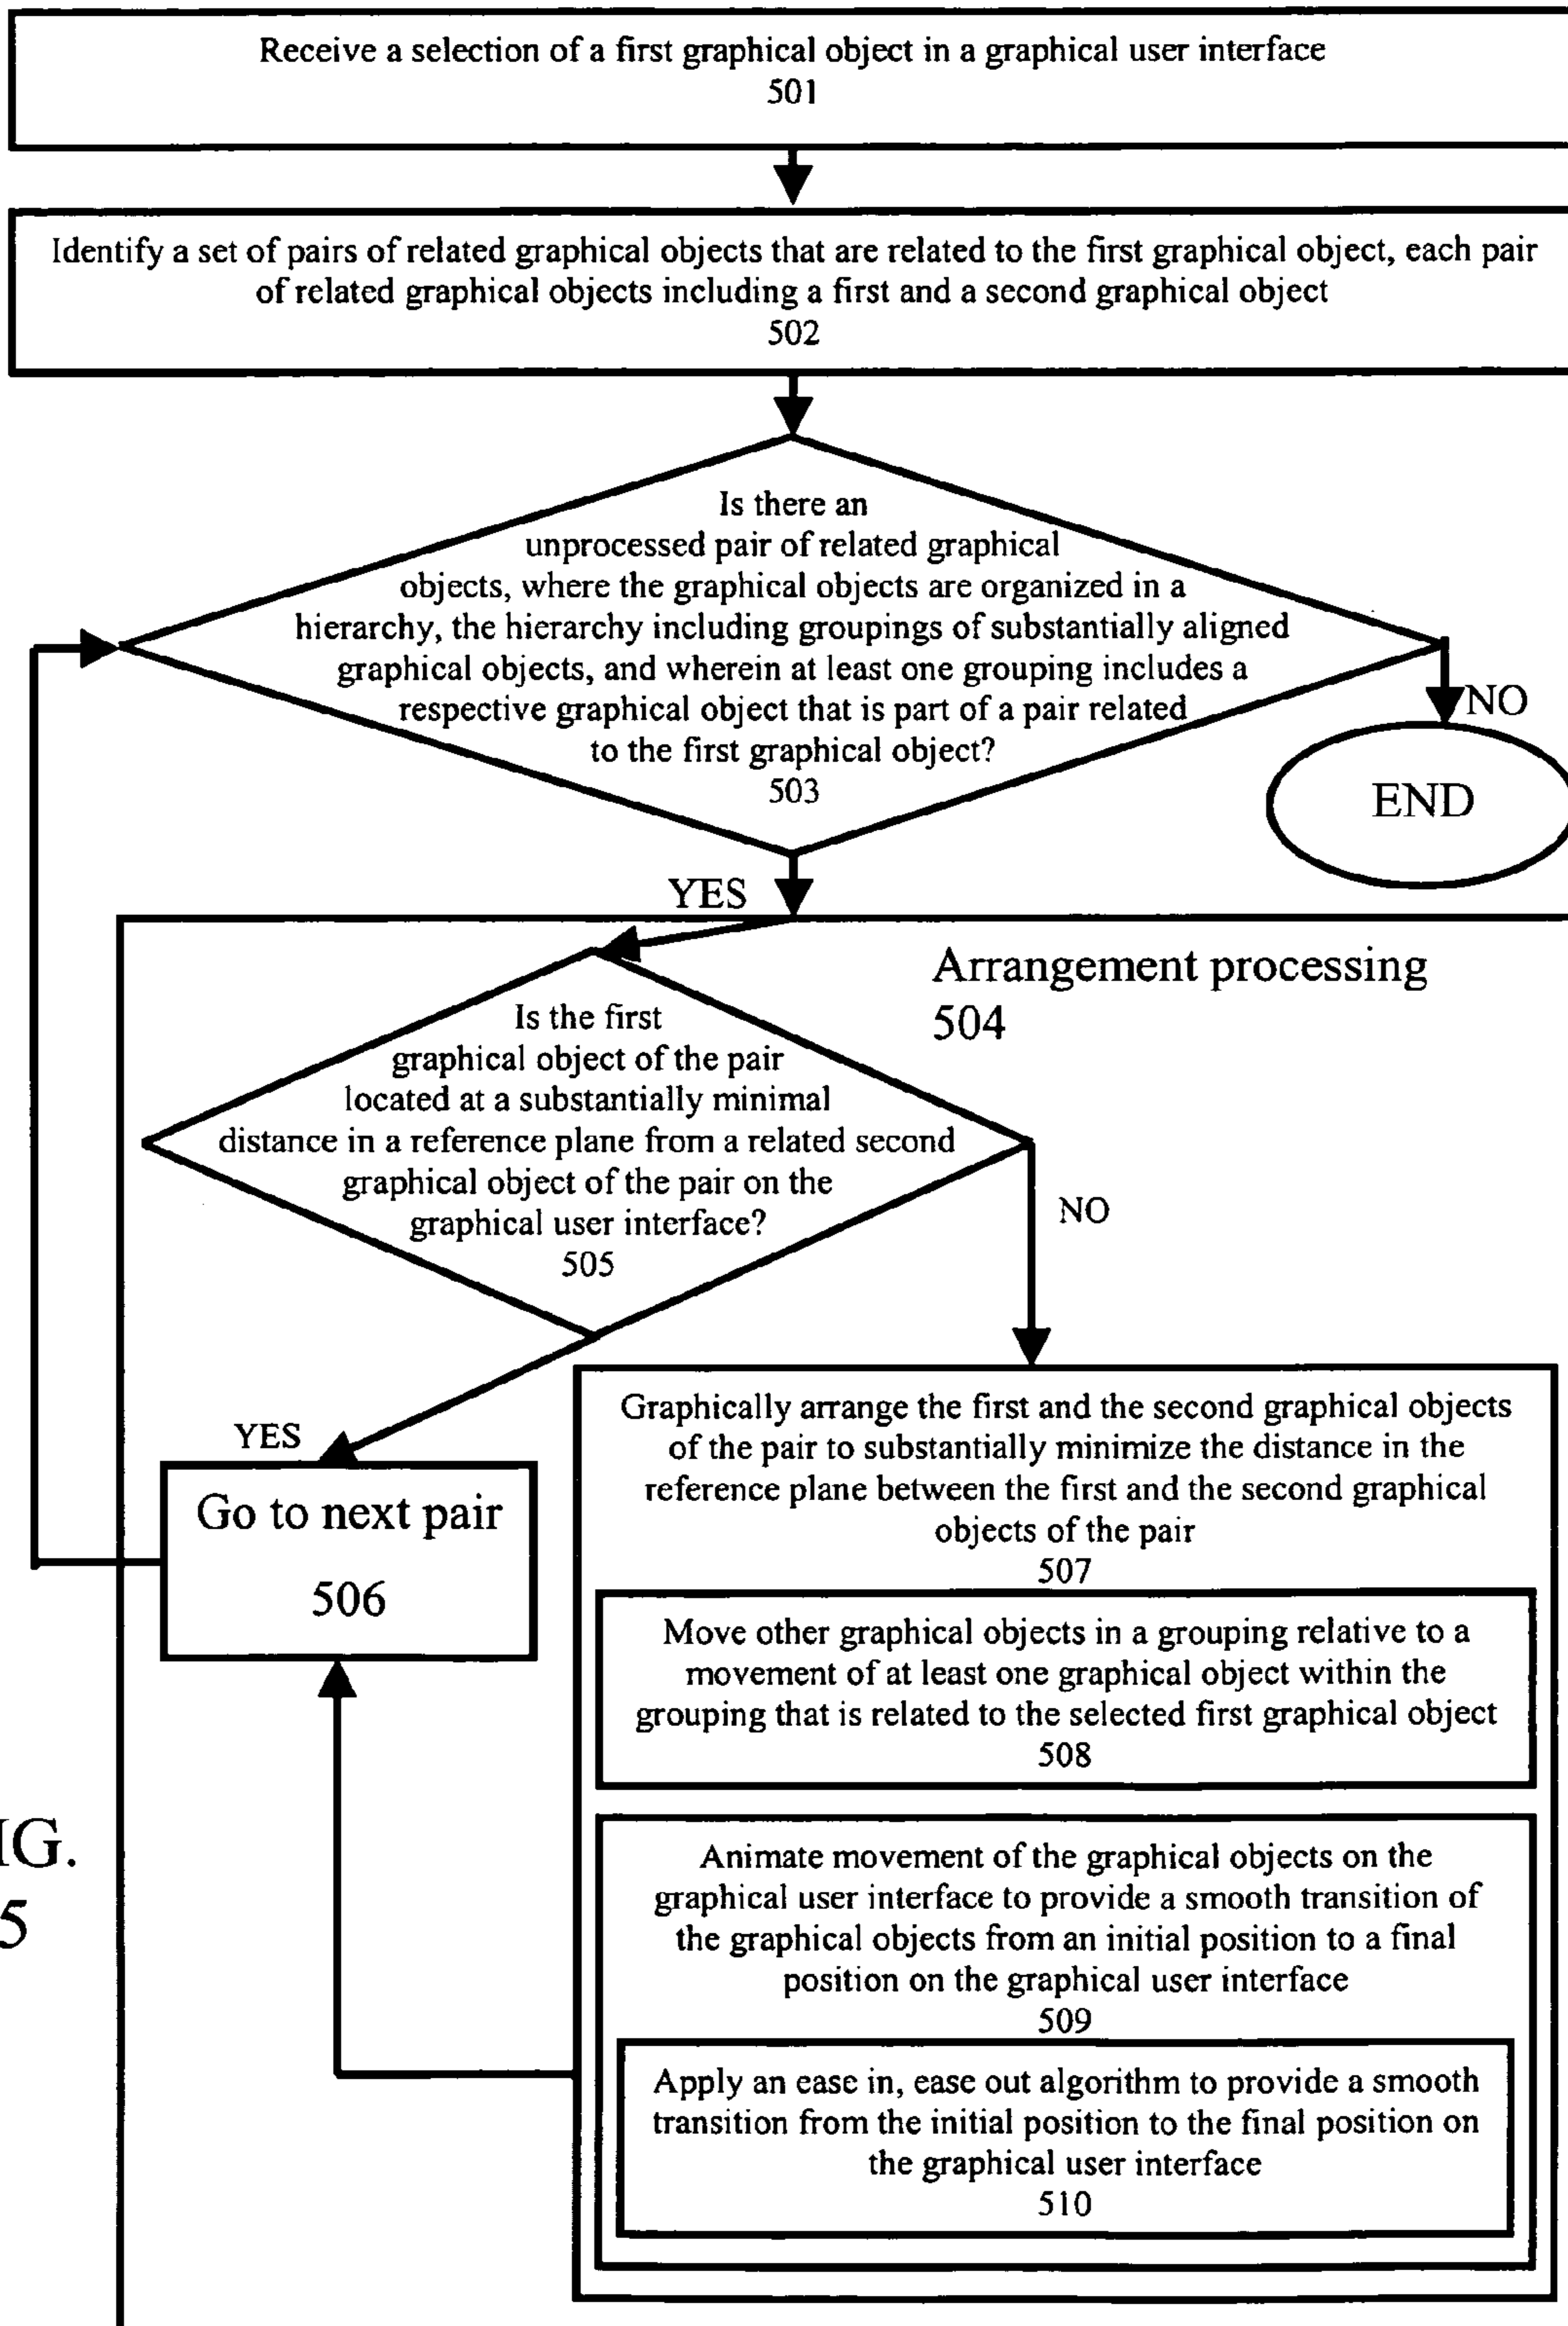 Receive a selection of a first graphical object in a graphical user interface
501
Identify a set of pairs of related graphical objects that are related to the first graphical object, each pair
of related graphical objects including a first and a second graphical object
502
Is there an
unprocessed pair of related graphical
objects, where the graphical objects are organized in a
hierarchy, the hierarchy including groupings of substantially aligned
graphical objects, and wherein at least one grouping includes a
respective graphical object that is part of a pair related
to the first graphical object?
503
NO
END
YES
Arrangement processing
504
Is the first
graphical object of the pair
located at a substantially minimal
distance in a reference plane from a related second
graphical object of the pair on the
graphical user interface?
505
NO
YES
Go to next pair
506
Graphically arrange the first and the second graphical objects
of the pair to substantially minimize the distance in the
reference plane between the first and the second graphical
objects of the pair
507
Move other graphical objects in a grouping relative to a
movement of at least one graphical object within the
grouping that is related to the selected first graphical object
508
Animate movement of the graphical objects on the
graphical user interface to provide a smooth transition of
the graphical objects from an initial position to a final
position on the graphical user interface
509
Apply an ease in, ease out algorithm to provide a smooth
transition from the initial position to the final position on
the graphical user interface
510
IG.
5